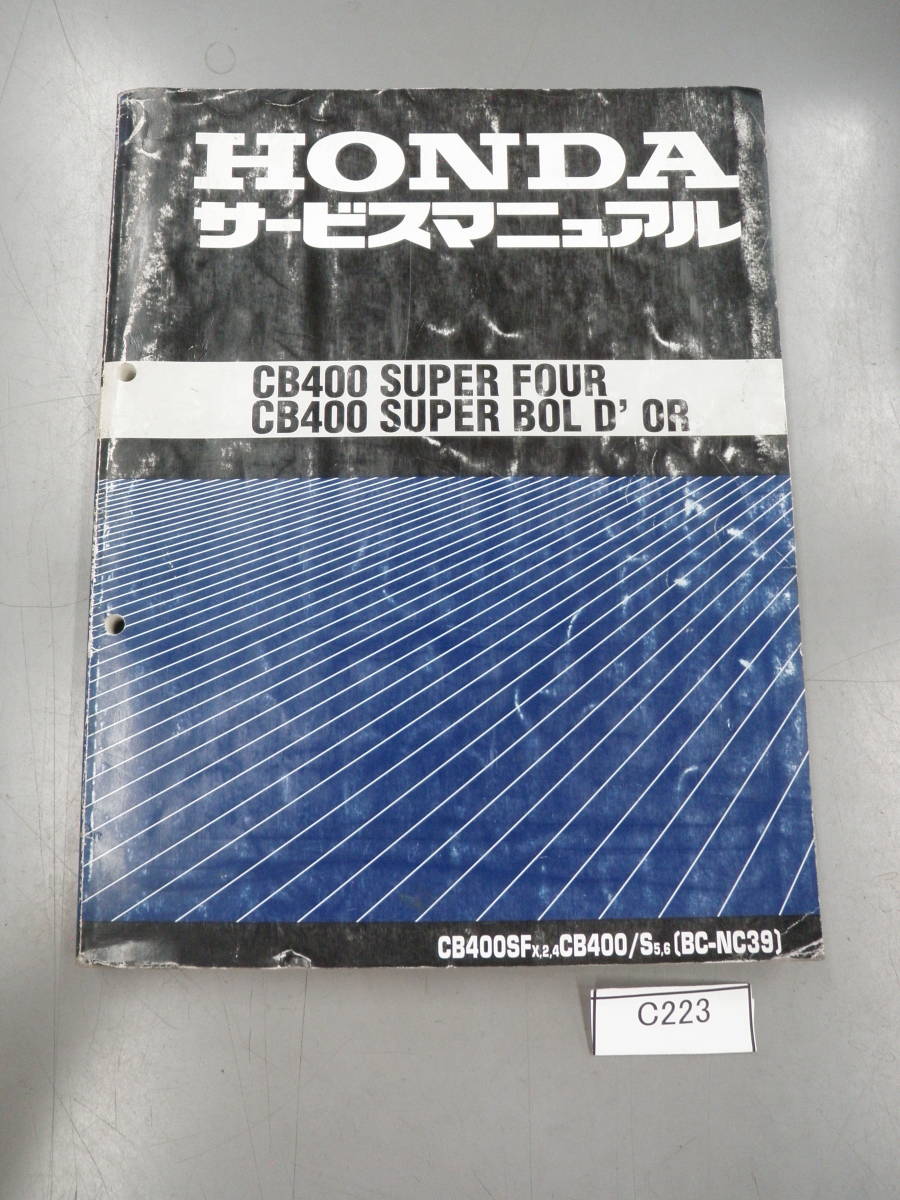 HONDA
サービスマニュアル
CB400 SUPER FOUR
CB400 SUPER BOL D' OR
CB400SFX,2,4CB400/S5,6(BC-NC39)
C223